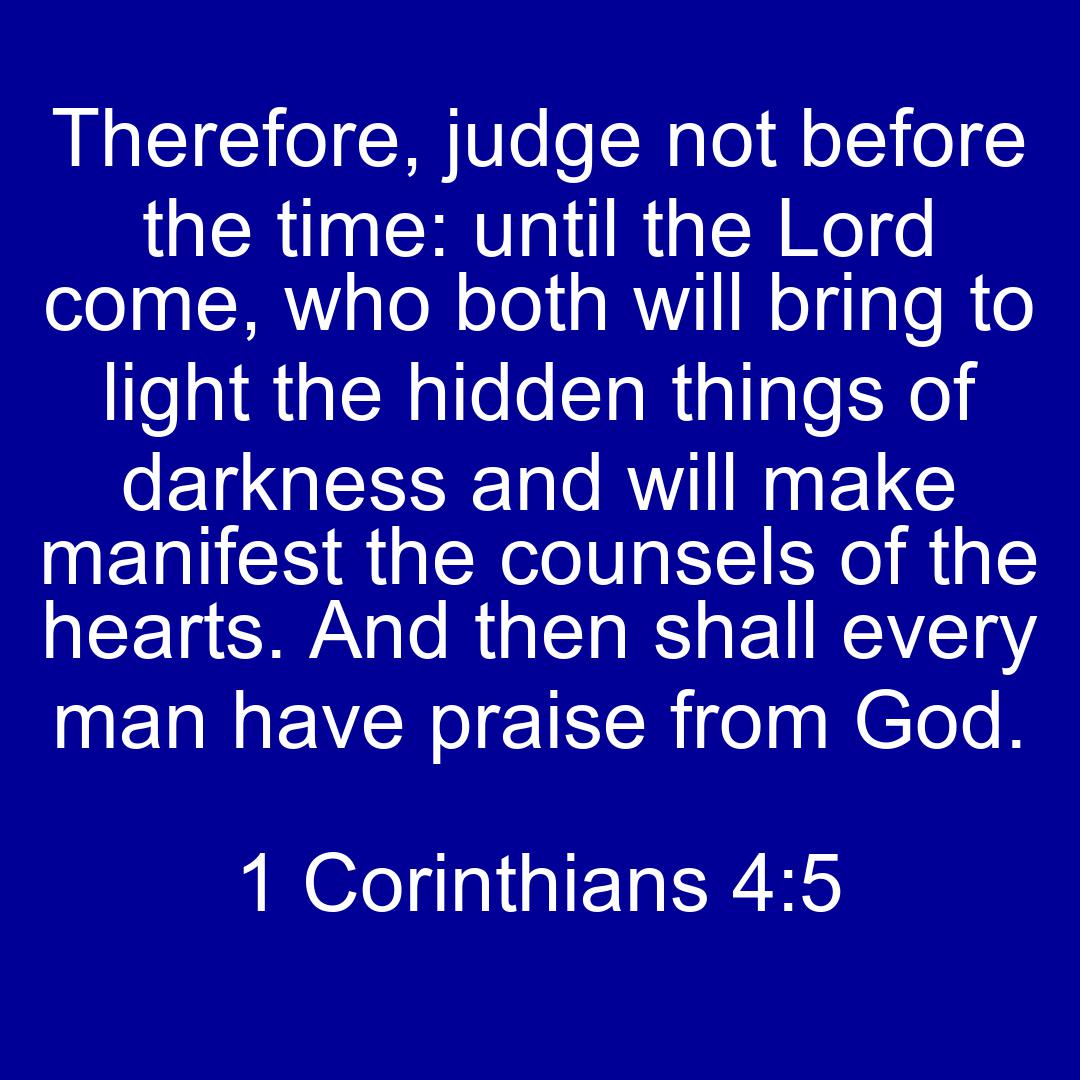 Therefore, judge not before
the time: until the Lord
come, who both will bring to
light the hidden things of
darkness and will make
manifest the counsels of the
hearts. And then shall every
man have praise from God.
1 Corinthians 4:5